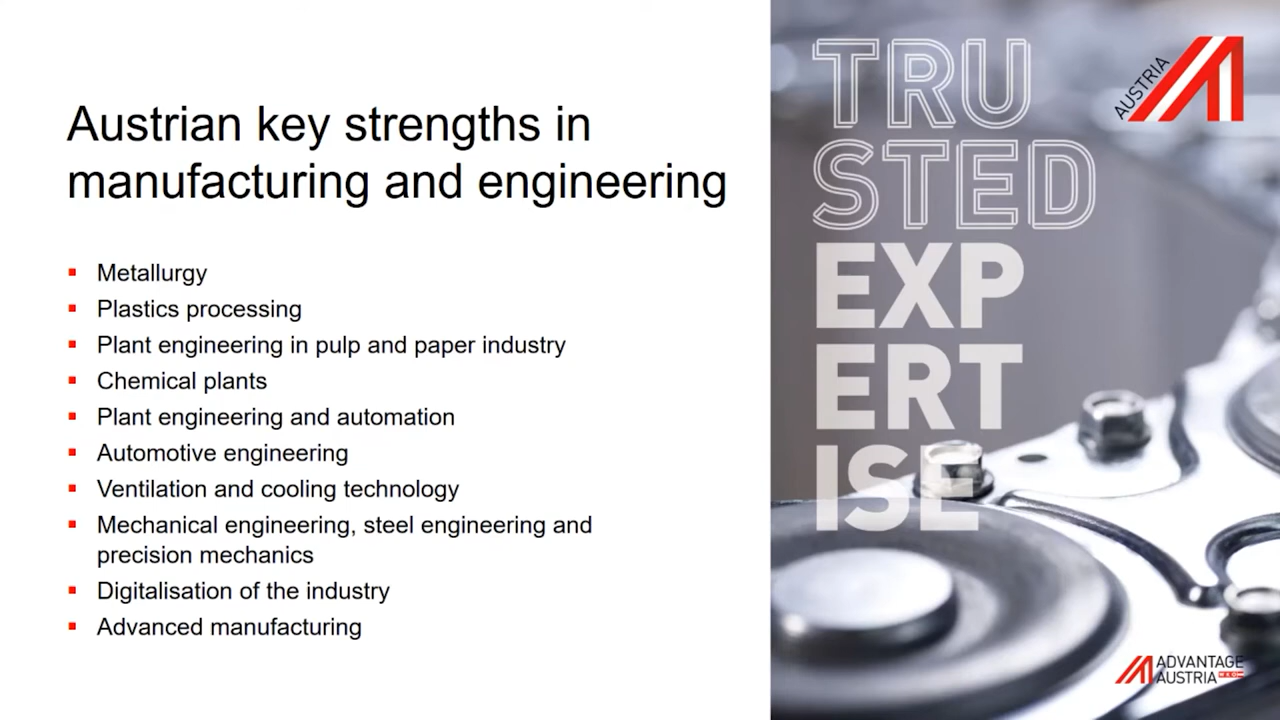 Austrian key strengths in
manufacturing and engineering
Metallurgy
Plastics processing
Plant engineering in pulp and paper industry
Chemical plants
Plant engineering and automation
Automotive engineering
Ventilation and cooling technology
Mechanical engineering, steel engineering and
precision mechanics
Digitalisation of the industry
Advanced manufacturing
TRU
STED
EXP
ERT
ISE
AUSTRIA
ADVANTAGE
AUSTRIA